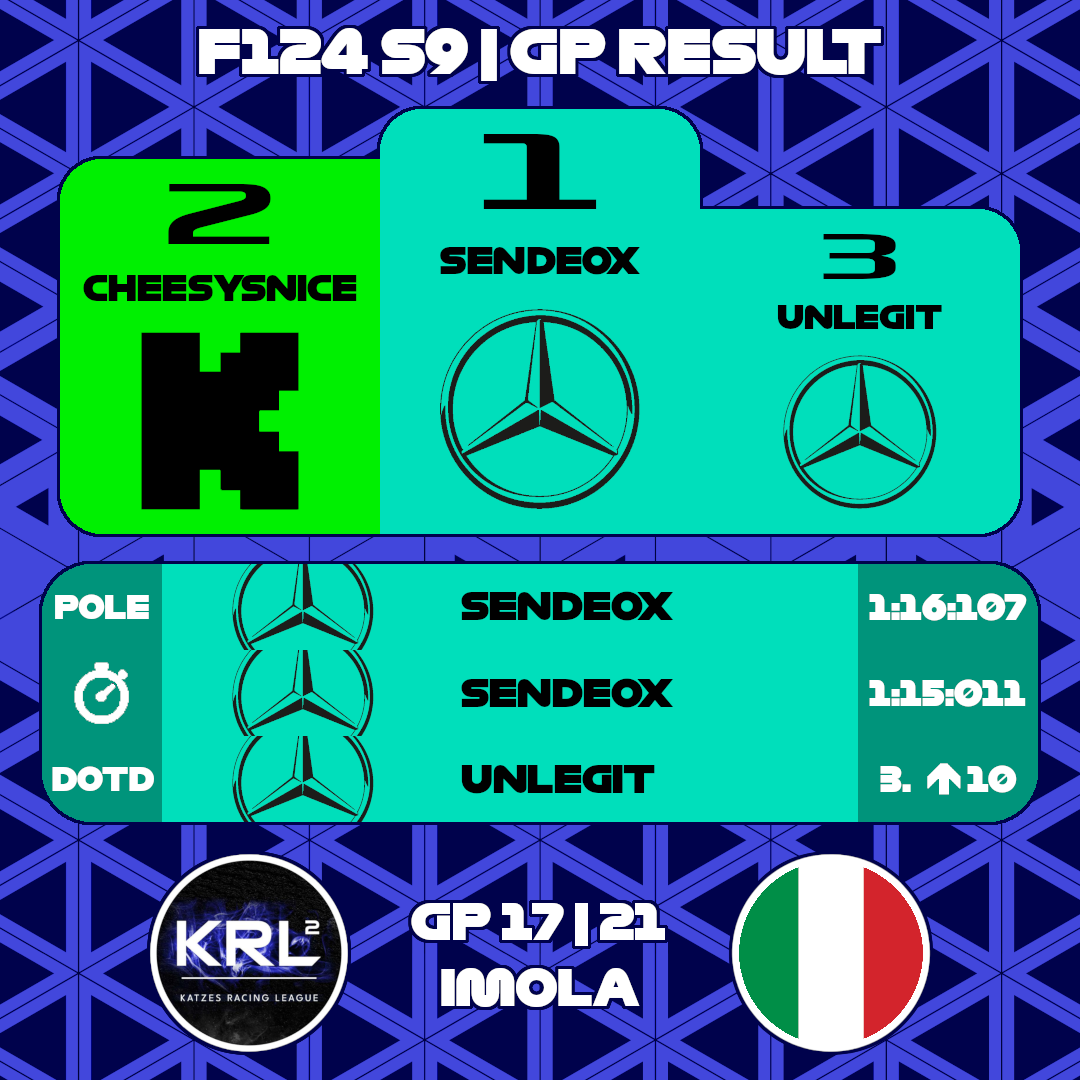 F124 S9 | GP RESULT
1
SENDEOX
2
CHEESYSNICE
K
3
UNLEGIT
POLE SENDEOX 1:16:107
SENDEOX 1:15:011
DOTD UNLEGIT 3. ↑10
KRL²
KATZES RACING LEAGUE
GP 17 | 21
IMOLA